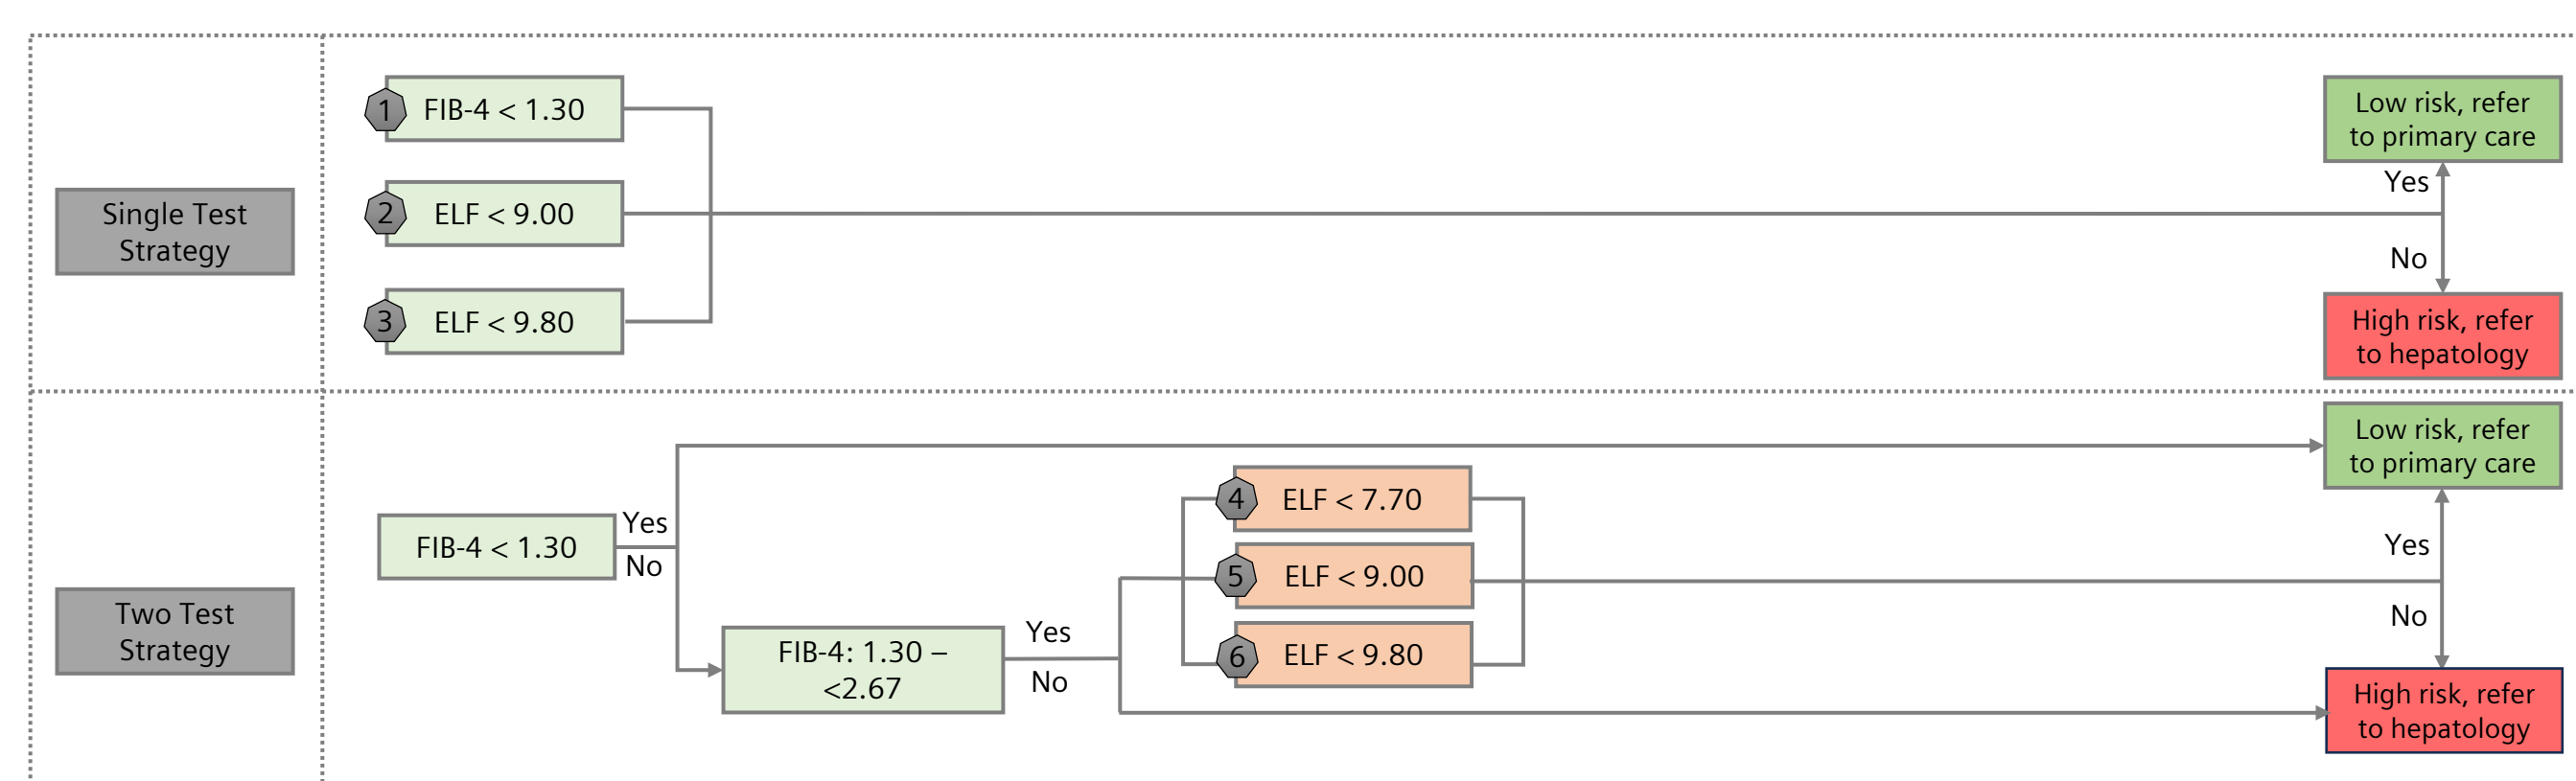 Single Test
Strategy
1 FIB-4 < 1.30
2 ELF < 9.00
3 ELF < 9.80
Low risk, refer
to primary care
Yes
No
High risk, refer
to hepatology
Two Test
Strategy
FIB-4 < 1.30
Yes
No
FIB-4: 1.30 –
<2.67
Yes
No
4 ELF < 7.70
5 ELF < 9.00
6 ELF < 9.80
Low risk, refer
to primary care
Yes
No
High risk, refer
to hepatology